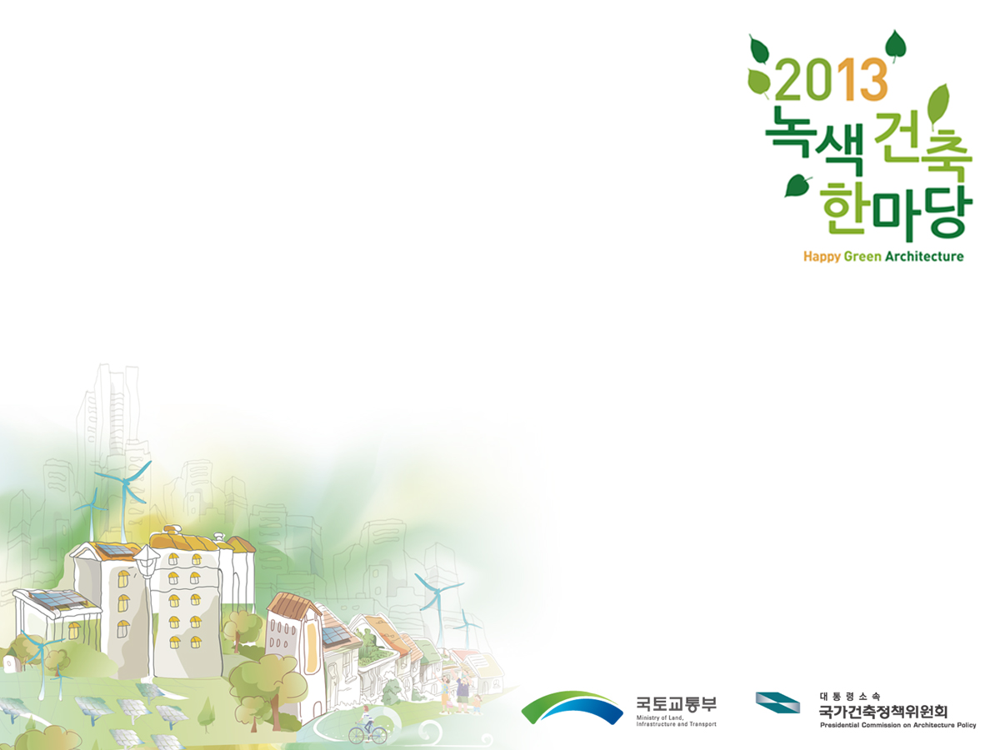 2013
녹색 건축
한마당
Happy Green Architecture
국토교통부
Ministry of Land,
Infrastructure and Transport
대통령소속
국가건축정책위원회
Presidential Commission on Architecture Policy